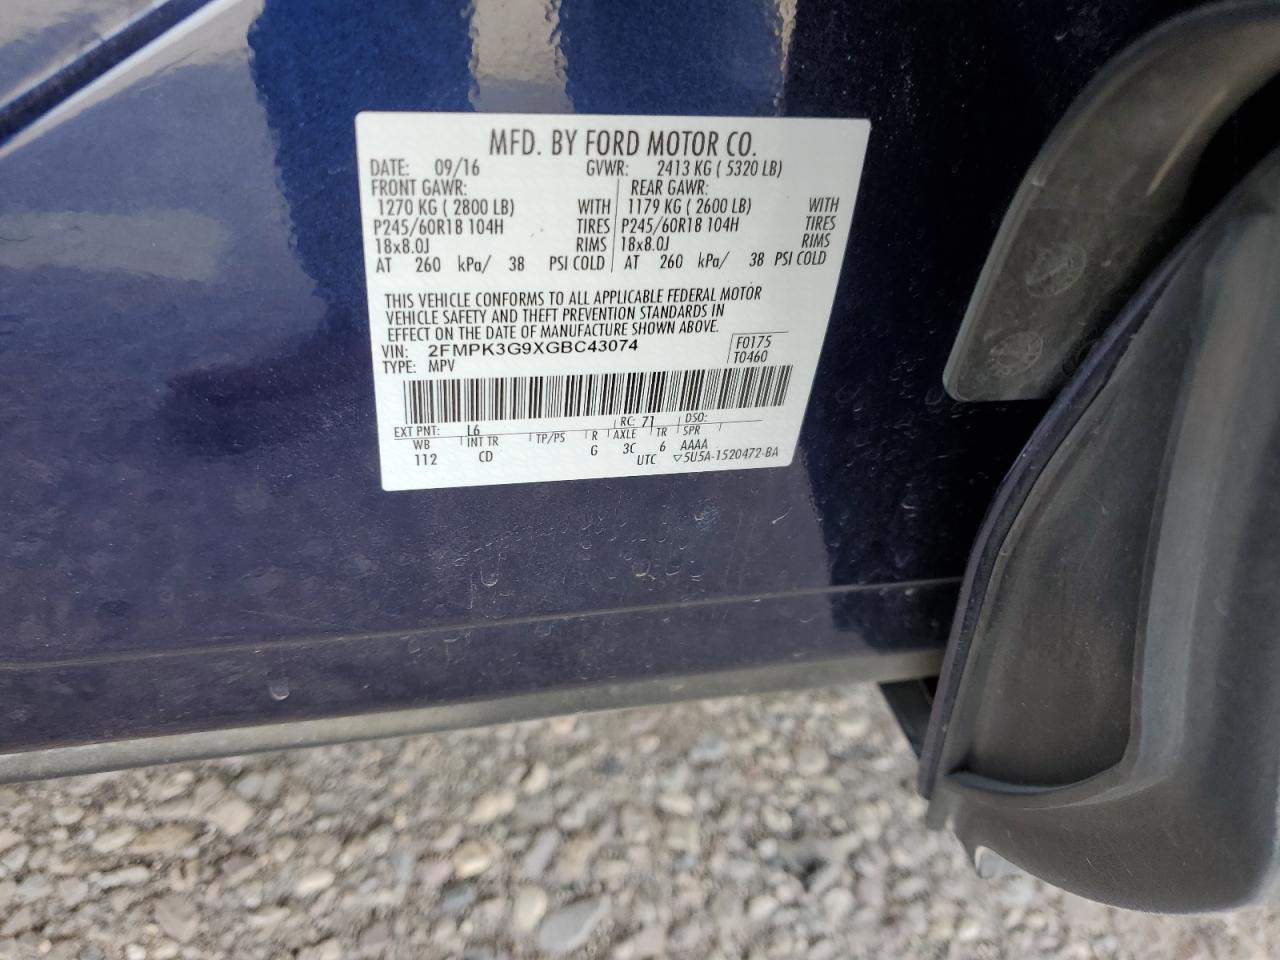 MFD. BY FORD MOTOR CO.
DATE: 09/16 GVWR: 2413 KG ( 5320 LB)
FRONT GAWR: REAR GAWR:
1270 KG ( 2800 LB) WITH 1179 KG ( 2600 LB) WITH
P245/60R18 104H TIRES P245/60R18 104H TIRES
18x8.0J RIMS 18x8.0J RIMS
AT 260 kPa/ 38 PSI COLD AT 260 kPa/ 38 PSI COLD
THIS VEHICLE CONFORMS TO ALL APPLICABLE FEDERAL MOTOR
VEHICLE SAFETY AND THEFT PREVENTION STANDARDS IN
EFFECT ON THE DATE OF MANUFACTURE SHOWN ABOVE.
VIN: 2FMPK3G9XGBC43074 F0175
TYPE: MPV T0460
EXT PNT: L6 RC: 71 DSO:
WB INT TR TP/PS R AXLE TR SPR
112 CD G 3C 6 AAAA
UTC ▽5U5A-1520472-BA